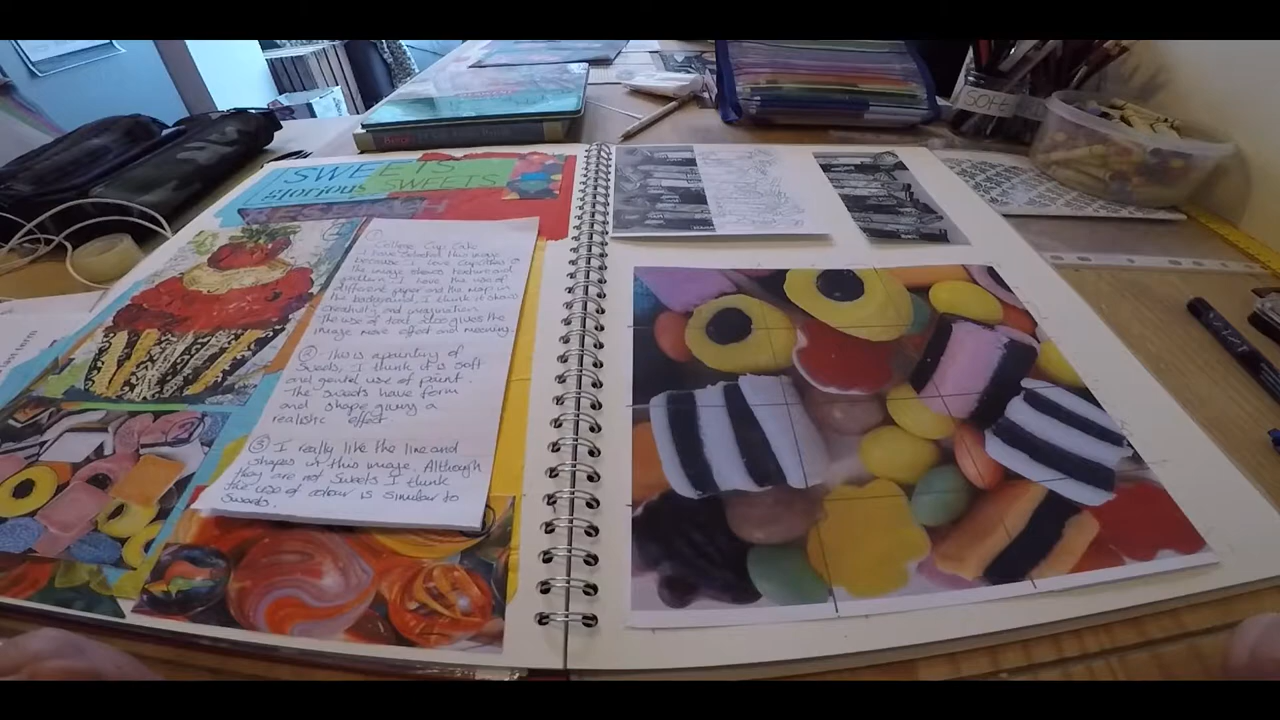 SOFT
SWEETS
glorious SWEETS
① College Cup Cake
I have selected this image
because I love Cupcakes
the image shows texture and
pattern. I love the use of
different paper and the map in
the background, I think it shows
creativity and imagination.
The use of text also gives the
image more effect and meaning.
② This is a painting of
Sweets, I think it is soft
and gentel use of paint.
The sweets have form
and shape giving a
realistic effect.
③ I really like the line and
shapes in this image. Although
they are not sweets I think
the use of colour is similar to
Sweets.